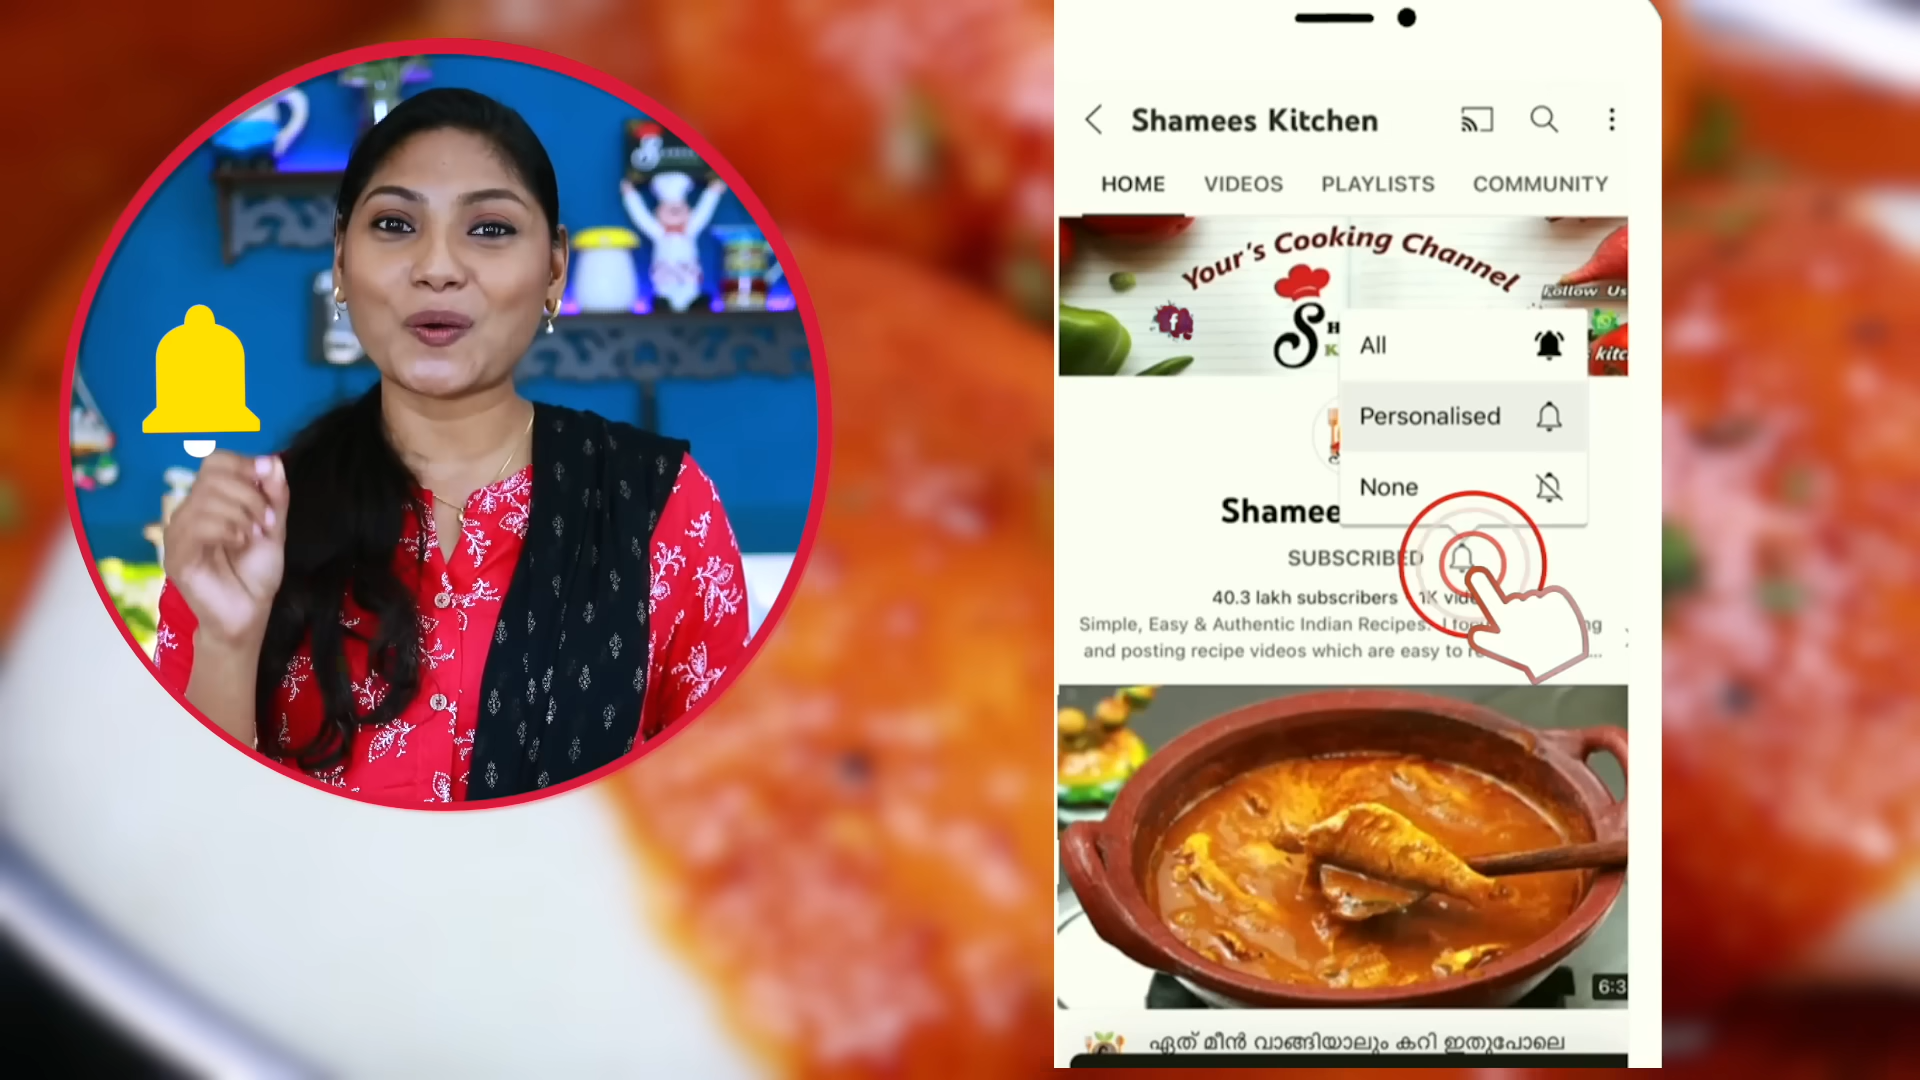 Shamees Kitchen
HOME VIDEOS PLAYLISTS COMMUNITY
Your's Cooking Channel
Follow Us
All
Personalised
None
SUBSCRIBED
40.3 lakh subscribers
Simple, Easy & Authentic Indian Recipes.
and posting recipe videos which are easy to
ഏത് മീൻ വാങ്ങിയാലും കറി ഇതുപോലെ